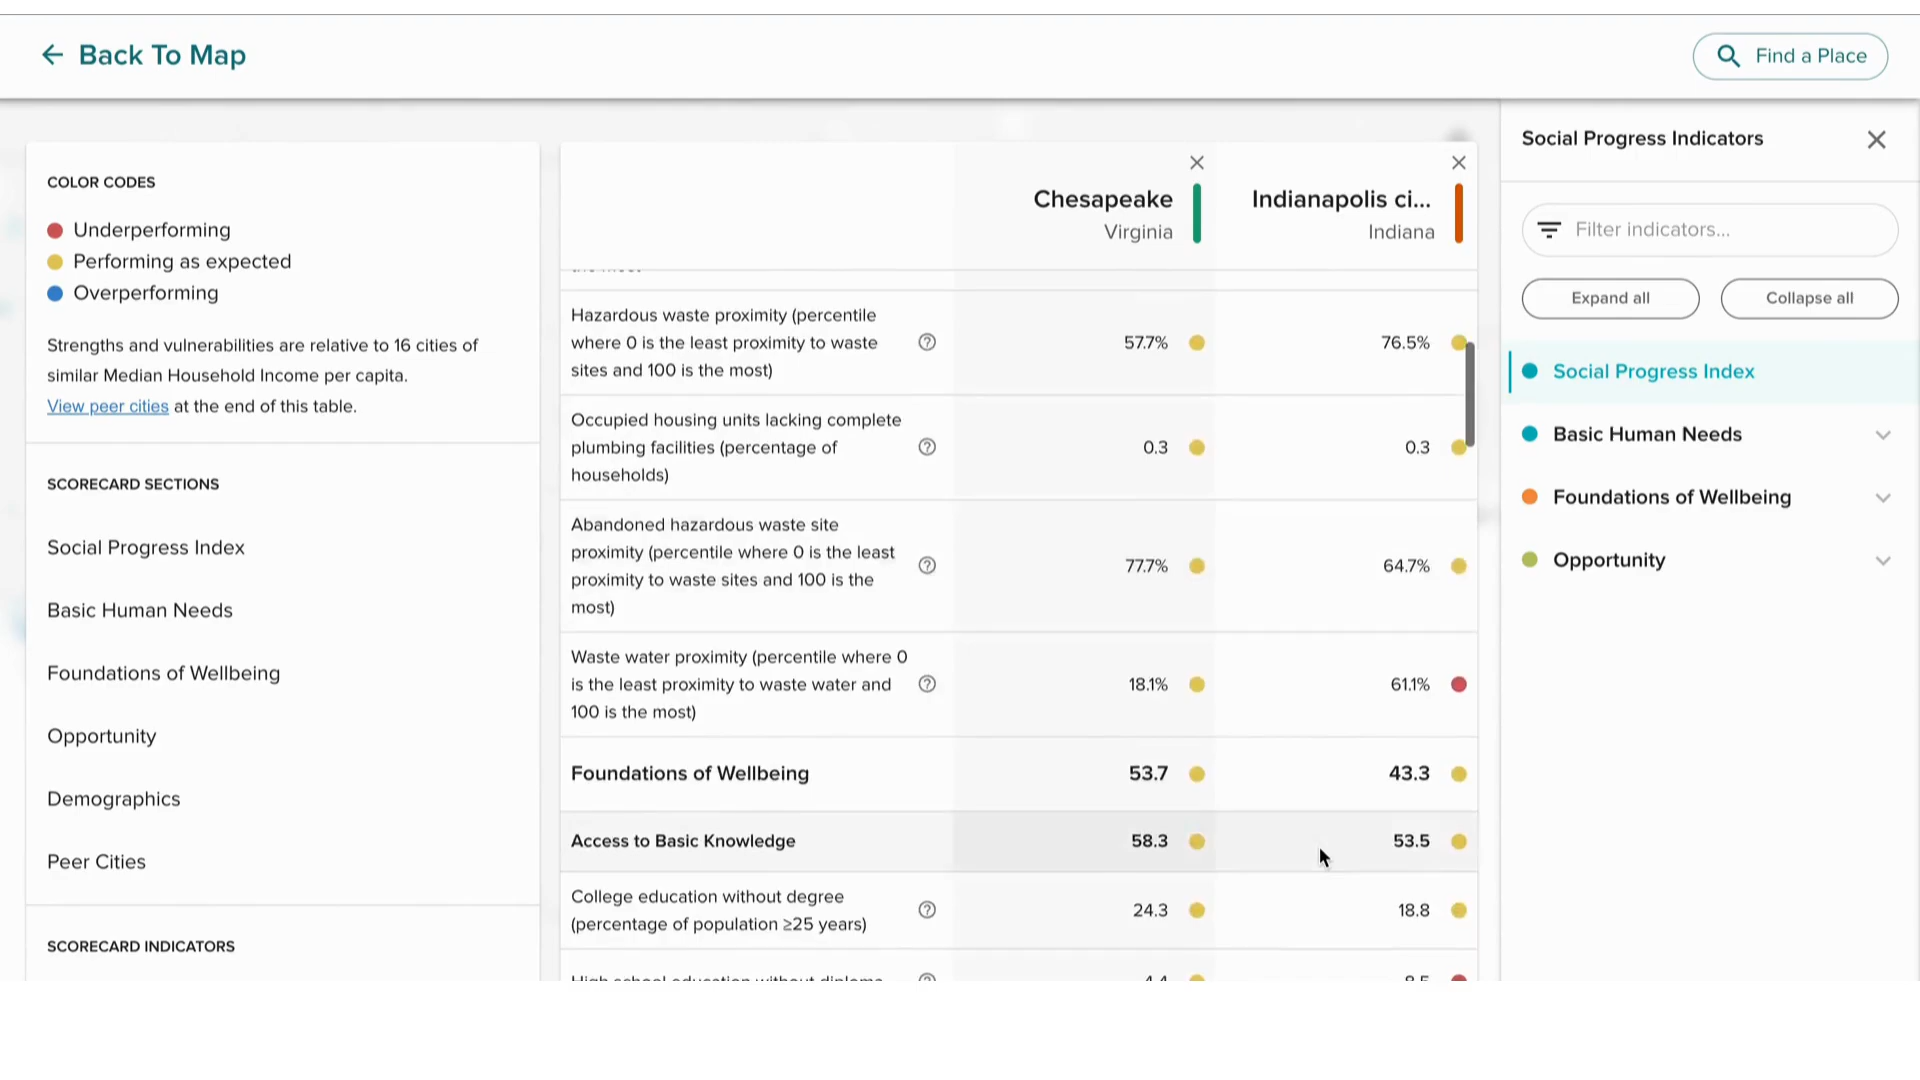 Back To Map
Find a Place
COLOR CODES
Underperforming
Performing as expected
Overperforming
Strengths and vulnerabilities are relative to 16 cities of
similar Median Household Income per capita.
View peer cities at the end of this table.
SCORECARD SECTIONS
Social Progress Index
Basic Human Needs
Foundations of Wellbeing
Opportunity
Demographics
Peer Cities
SCORECARD INDICATORS
Chesapeake
Virginia
Indianapolis ci...
Indiana
Hazardous waste proximity (percentile
where 0 is the least proximity to waste
sites and 100 is the most)
57.7%
76.5%
Occupied housing units lacking complete
plumbing facilities (percentage of
households)
0.3
0.3
Abandoned hazardous waste site
proximity (percentile where 0 is the least
proximity to waste sites and 100 is the
most)
77.7%
64.7%
Waste water proximity (percentile where 0
is the least proximity to waste water and
100 is the most)
18.1%
61.1%
Foundations of Wellbeing
53.7
43.3
Access to Basic Knowledge
58.3
53.5
College education without degree
(percentage of population ≥25 years)
24.3
18.8
High school education without diploma
Social Progress Indicators
Filter indicators...
Expand all
Collapse all
Social Progress Index
Basic Human Needs
Foundations of Wellbeing
Opportunity